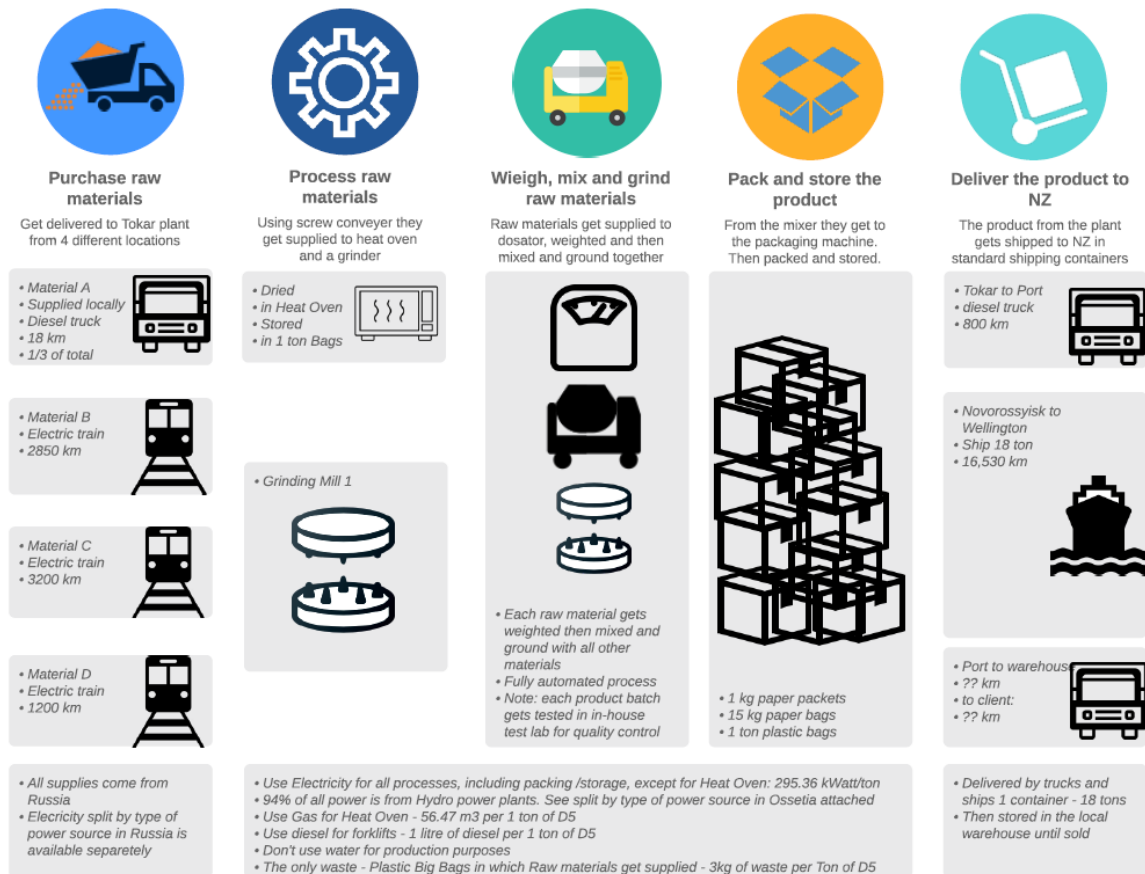 Purchase raw
materials
Get delivered to Tokar plant
from 4 different locations
• Material A
• Supplied locally
• Diesel truck
• 18 km
• 1/3 of total
• Material B
• Electric train
• 2850 km
• Material C
• Electric train
• 3200 km
• Material D
• Electric train
• 1200 km
• All supplies come from
Russia
• Elecricity split by type of
power source in Russia is
available separetely
Process raw
materials
Using screw conveyer they
get supplied to heat oven
and a grinder
• Dried
• in Heat Oven
• Stored
• in 1 ton Bags
• Grinding Mill 1
Wieigh, mix and grind
raw materials
Raw materials get supplied to
dosator, weighted and then
mixed and ground together
• Each raw material gets
weighted then mixed and
ground with all other
materials
• Fully automated process
• Note: each product batch
gets tested in in-house
test lab for quality control
Pack and store the
product
From the mixer they get to
the packaging machine.
Then packed and stored.
• 1 kg paper packets
• 15 kg paper bags
• 1 ton plastic bags
• Use Electricity for all processes, including packing /storage, except for Heat Oven: 295.36 kWatt/ton
• 94% of all power is from Hydro power plants. See split by type of power source in Ossetia attached
• Use Gas for Heat Oven - 56.47 m3 per 1 ton of D5
• Use diesel for forklifts - 1 litre of diesel per 1 ton of D5
• Don't use water for production purposes
• The only waste - Plastic Big Bags in which Raw materials get supplied - 3kg of waste per Ton of D5
Deliver the product to
NZ
The product from the plant
gets shipped to NZ in
standard shipping containers
• Tokar to Port
• diesel truck
• 800 km
• Novorossyisk to
Wellington
• Ship 18 ton
• 16,530 km
• Port to warehouse
• ?? km
to client:
• ?? km
• Delivered by trucks and
ships 1 container - 18 tons
• Then stored in the local
warehouse until sold